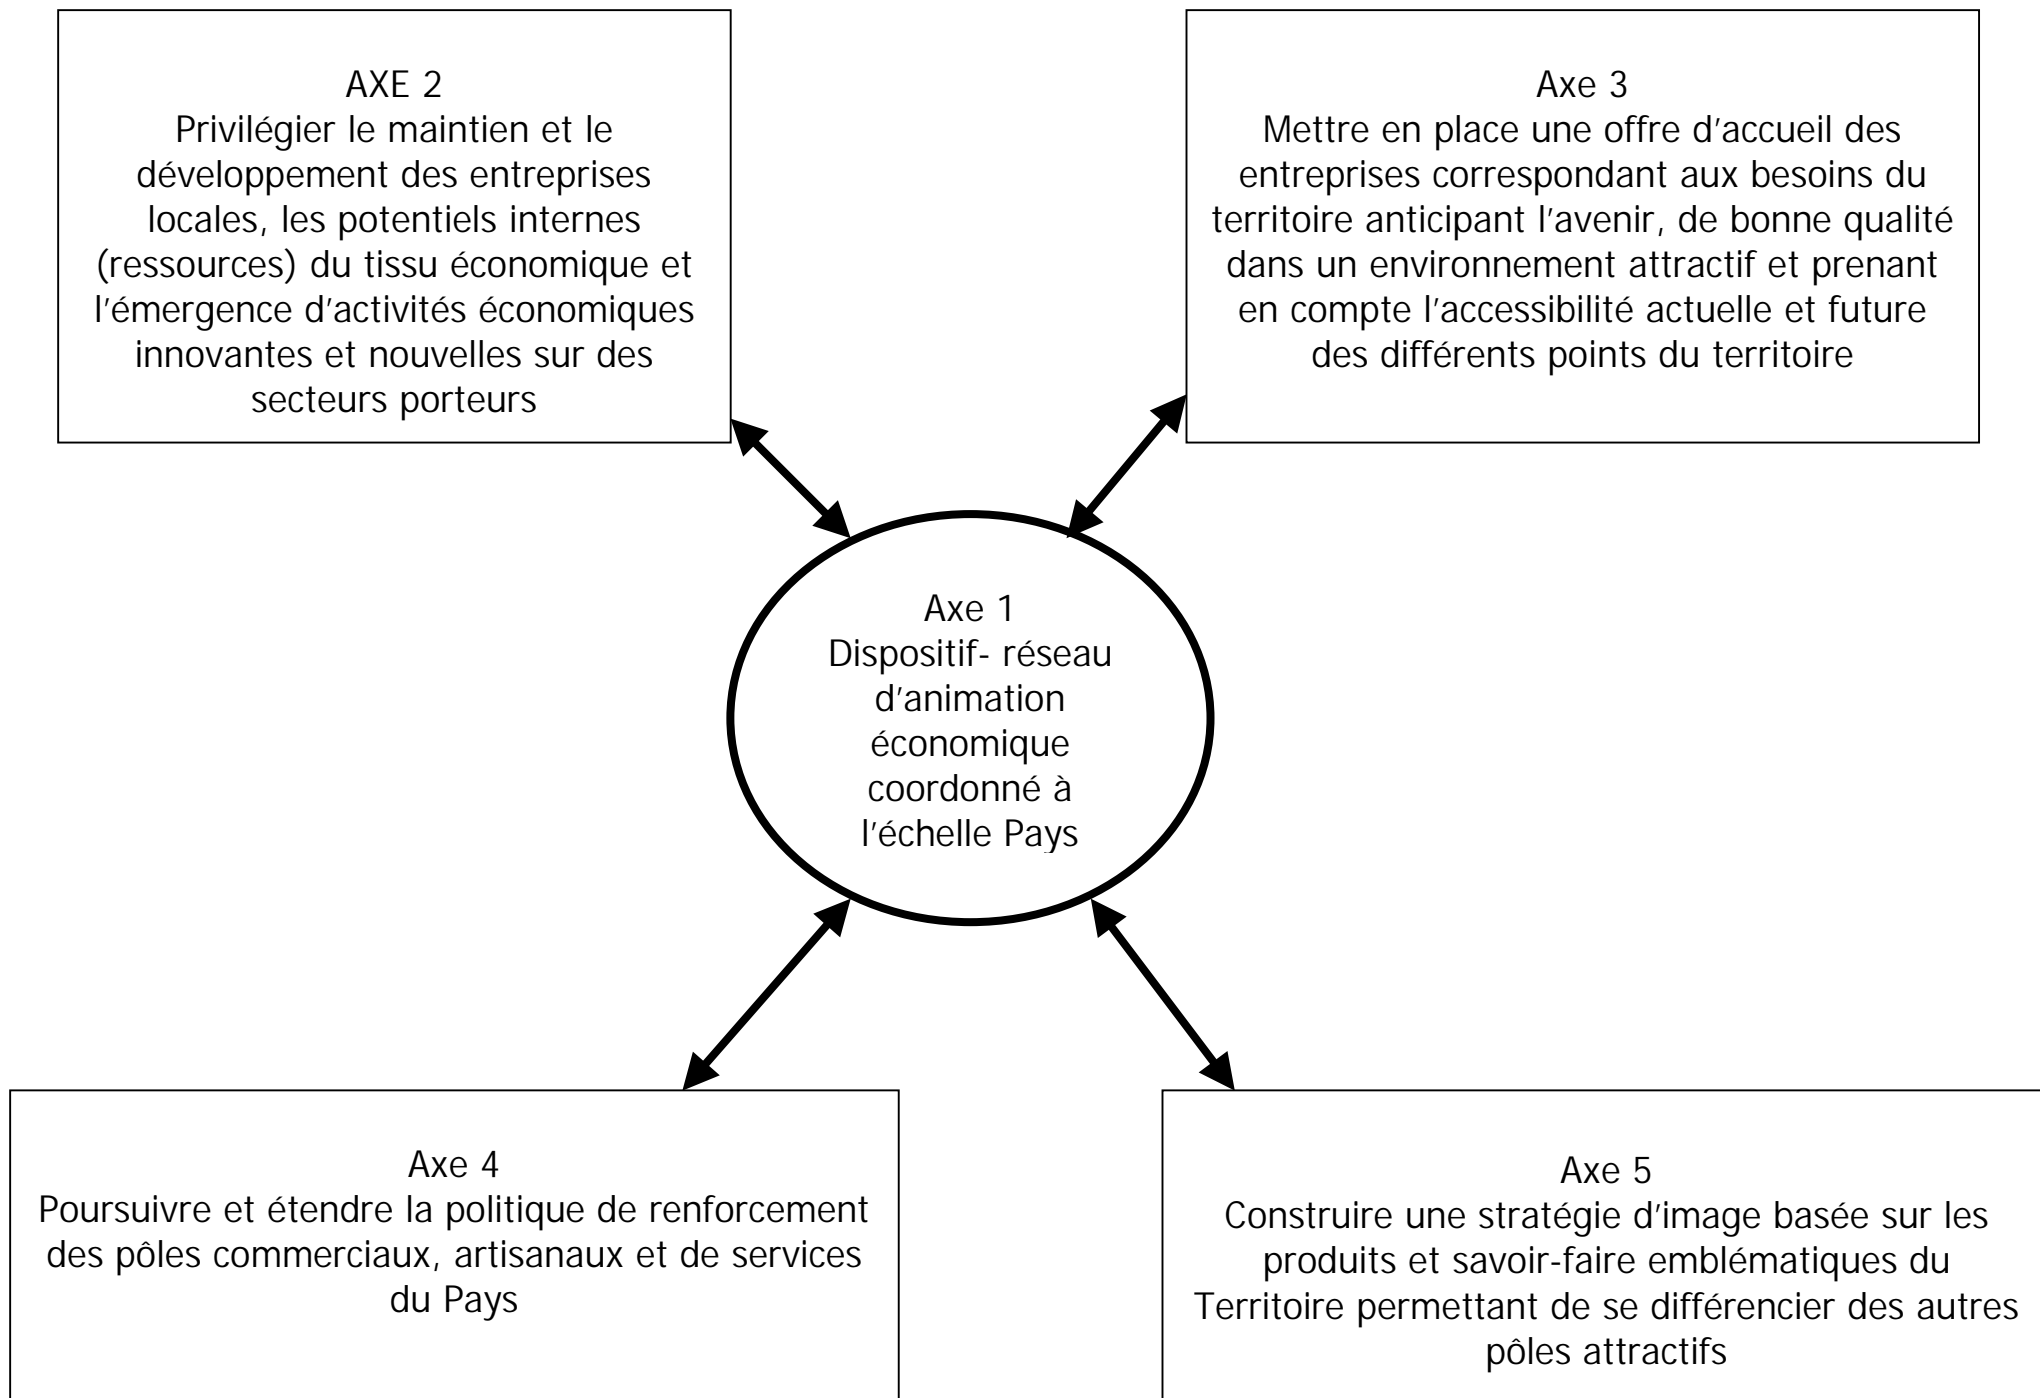 AXE 2
Privilégier le maintien et le
développement des entreprises
locales, les potentiels internes
(ressources) du tissu économique et
l'émergence d'activités économiques
innovantes et nouvelles sur des
secteurs porteurs
Axe 3
Mettre en place une offre d'accueil des
entreprises correspondant aux besoins du
territoire anticipant l'avenir, de bonne qualité
dans un environnement attractif et prenant
en compte l'accessibilité actuelle et future
des différents points du territoire
Axe 1
Dispositif- réseau
d'animation
économique
coordonné à
l'échelle Pays
Axe 4
Poursuivre et étendre la politique de renforcement
des pôles commerciaux, artisanaux et de services
du Pays
Axe 5
Construire une stratégie d'image basée sur les
produits et savoir-faire emblématiques du
Territoire permettant de se différencier des autres
pôles attractifs